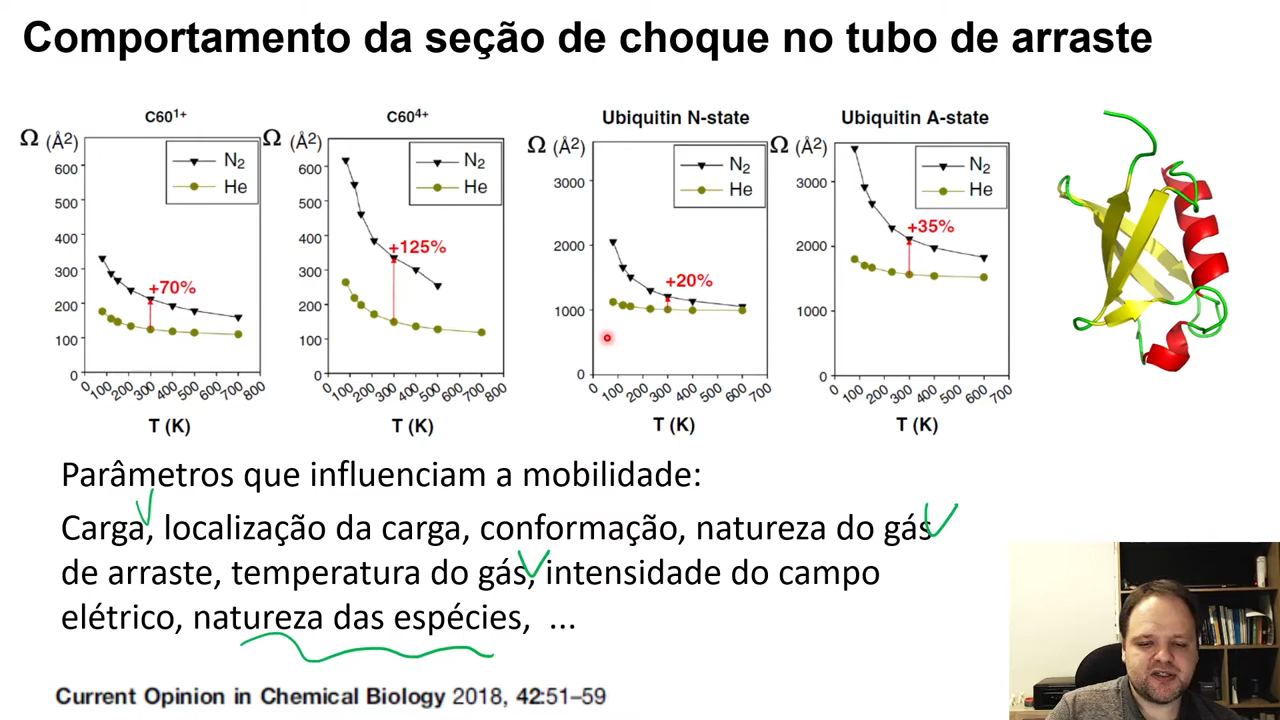 Comportamento da seção de choque no tubo de arraste
C60¹⁺
Ω (Å²)
N₂
He
600
500
400
300
200
100
0
+70%
0 100 200 300 400 500 600 700 800
T (K)
C60⁴⁺
Ω (Å²)
N₂
He
600
500
400
300
200
100
0
+125%
0 100 200 300 400 500 600 700 800
T (K)
Ubiquitin N-state
Ω (Å²)
N₂
He
3000
2000
1000
0
+20%
0 100 200 300 400 500 600 700
T (K)
Ubiquitin A-state
Ω (Å²)
N₂
He
3000
2000
1000
0
+35%
0 100 200 300 400 500 600 700
T (K)
Parâmetros que influenciam a mobilidade:
Carga, localização da carga, conformação, natureza do gás
de arraste, temperatura do gás, intensidade do campo
elétrico, natureza das espécies, ...
Current Opinion in Chemical Biology 2018, 42:51–59